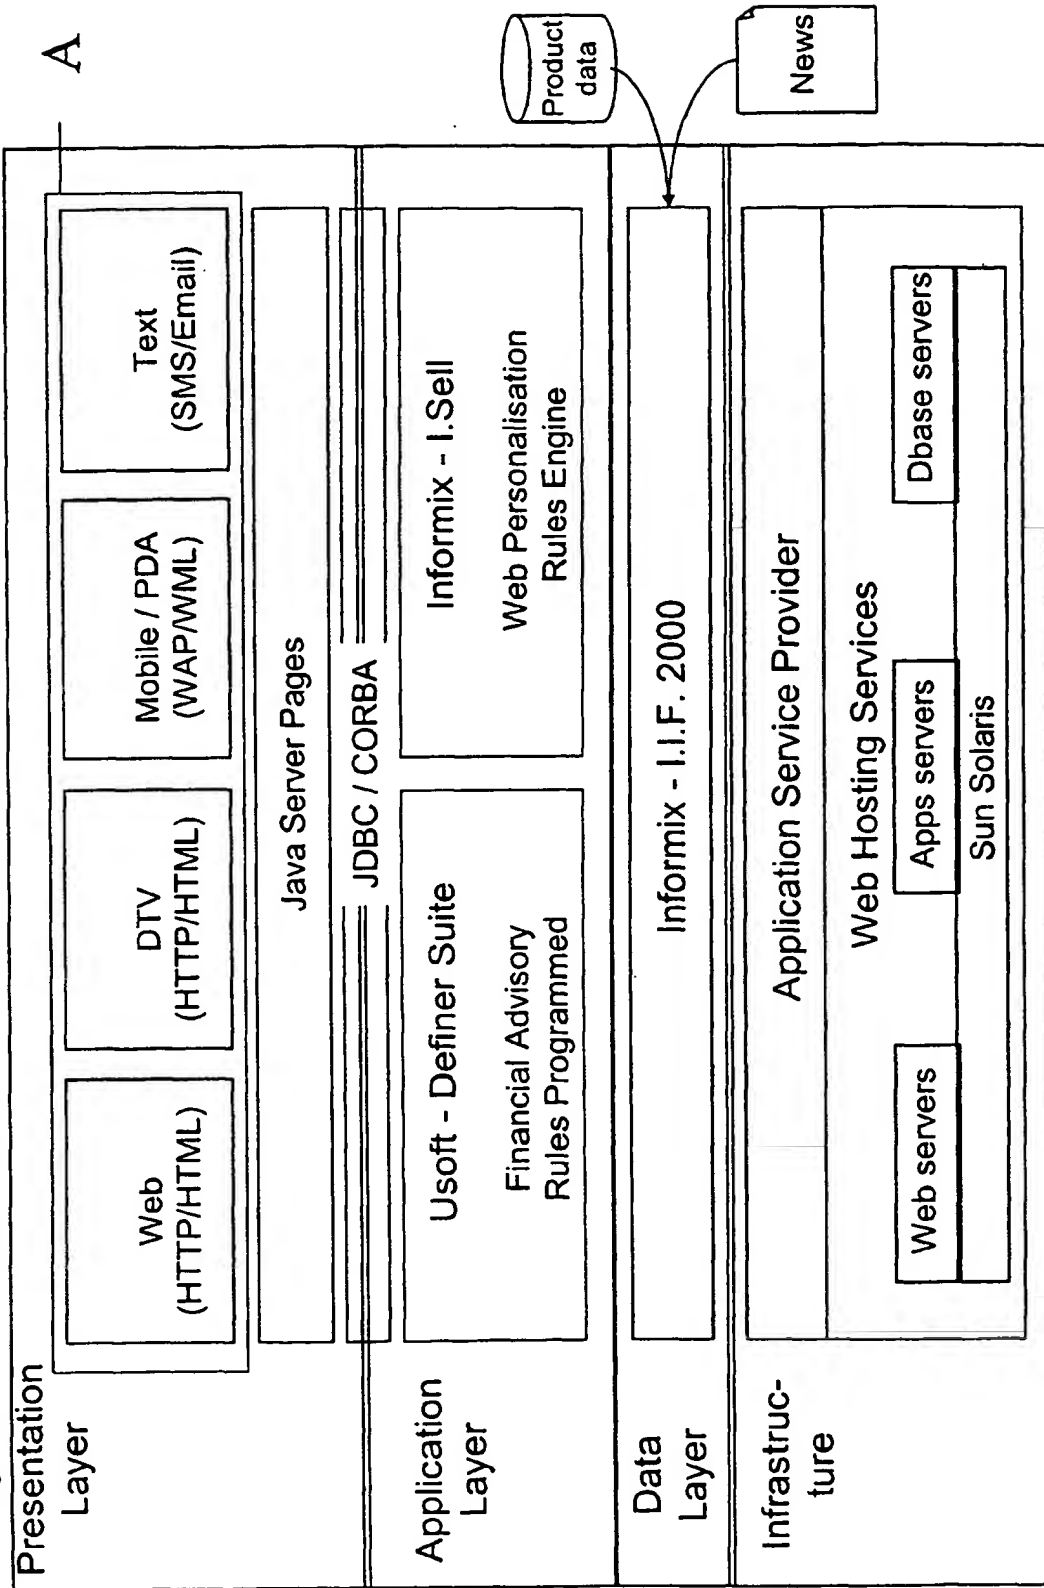 A
Presentation
Layer
Web
(HTTP/HTML)
DTV
(HTTP/HTML)
Mobile / PDA
(WAP/WML)
Text
(SMS/Email)
Java Server Pages
JDBC / CORBA
Application
Layer
Usoft - Definer Suite
Financial Advisory
Rules Programmed
Informix - I.Sell
Web Personalisation
Rules Engine
Data
Layer
Informix - I.I.F. 2000
Product
data
News
Infrastruc-
ture
Application Service Provider
Web Hosting Services
Web servers
Apps servers
Dbase servers
Sun Solaris